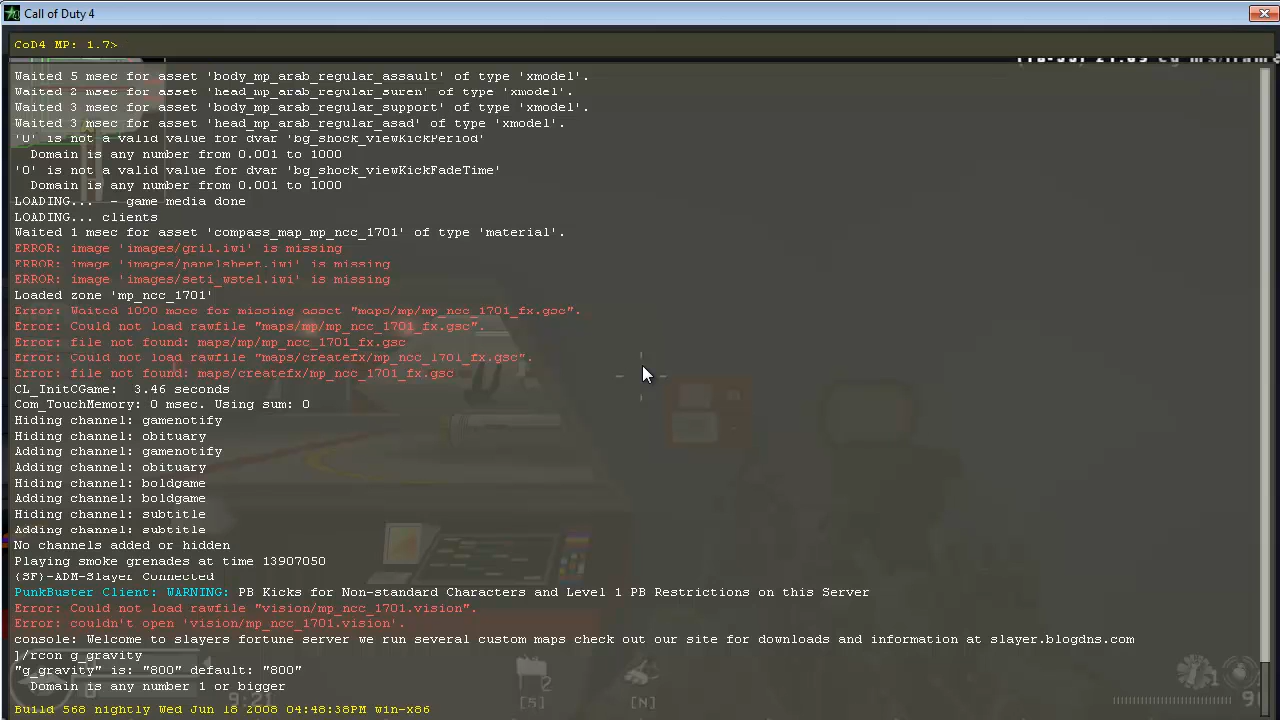 Call of Duty 4
CoD4 MP: 1.7>
Waited 5 msec for asset 'body_mp_arab_regular_assault' of type 'xmodel'.
Waited 2 msec for asset 'head_mp_arab_regular_suren' of type 'xmodel'.
Waited 3 msec for asset 'body_mp_arab_regular_support' of type 'xmodel'.
Waited 3 msec for asset 'head_mp_arab_regular_asad' of type 'xmodel'.
'0' is not a valid value for dvar 'bg_shock_viewKickPeriod'
Domain is any number from 0.001 to 1000
'0' is not a valid value for dvar 'bg_shock_viewKickFadeTime'
Domain is any number from 0.001 to 1000
LOADING... - game media done
LOADING... clients
Waited 1 msec for asset 'compass_map_mp_ncc_1701' of type 'material'.
ERROR: image 'images/gril.iwi' is missing
ERROR: image 'images/panelsheet.iwi' is missing
ERROR: image 'images/seti_wstel.iwi' is missing
Loaded zone 'mp_ncc_1701'
Error: Waited 1000 msec for missing asset "maps/mp/mp_ncc_1701_fx.gsc".
Error: Could not load rawfile "maps/mp/mp_ncc_1701_fx.gsc".
Error: file not found: maps/mp/mp_ncc_1701_fx.gsc
Error: Could not load rawfile "maps/createfx/mp_ncc_1701_fx.gsc".
Error: file not found: maps/createfx/mp_ncc_1701_fx.gsc
CL_InitCGame:  3.46 seconds
Com_TouchMemory: 0 msec. Using sum: 0
Hiding channel: gamenotify
Hiding channel: obituary
Adding channel: gamenotify
Adding channel: obituary
Hiding channel: boldgame
Adding channel: boldgame
Hiding channel: subtitle
Adding channel: subtitle
No channels added or hidden
Playing smoke grenades at time 13907050
{SF}-ADM-Slayer Connected
PunkBuster Client: WARNING: PB Kicks for Non-standard Characters and Level 1 PB Restrictions on this Server
Error: Could not load rawfile "vision/mp_ncc_1701.vision".
Error: couldn't open 'vision/mp_ncc_1701.vision'.
console: Welcome to slayers fortune server we run several custom maps check out our site for downloads and information at slayer.blogdns.com
]/rcon g_gravity
"g_gravity" is: "800" default: "800"
Domain is any number 1 or bigger
9:21
[5]
2
[N]
1
Build 568 nightly Wed Jun 18 2008 04:48:38PM win-x86